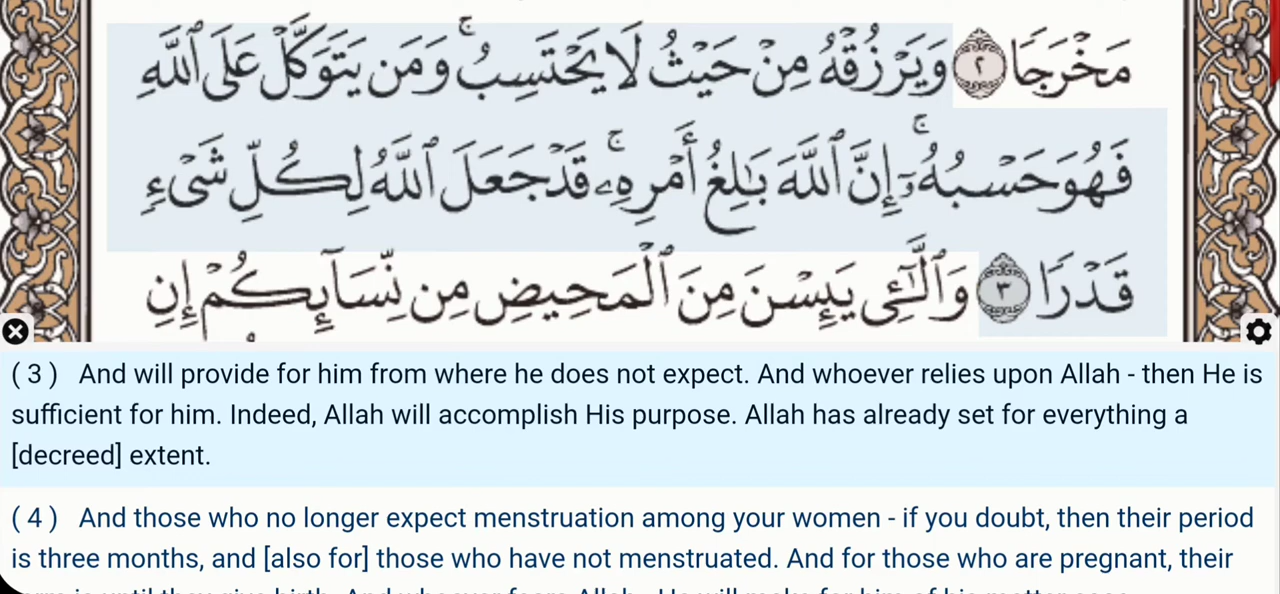 مَخْرَجًا ٢ وَيَرْزُقْهُ مِنْ حَيْثُ لَا يَحْتَسِبُ ۚ وَمَن يَتَوَكَّلْ عَلَى ٱللَّهِ
فَهُوَ حَسْبُهُۥٓ ۚ إِنَّ ٱللَّهَ بَٰلِغُ أَمْرِهِۦ ۚ قَدْ جَعَلَ ٱللَّهُ لِكُلِّ شَىْءٍ
قَدْرًا ٣ وَٱلَّٰٓـِٔى يَئِسْنَ مِنَ ٱلْمَحِيضِ مِن نِّسَآئِكُمْ إِنِ
( 3 ) And will provide for him from where he does not expect. And whoever relies upon Allah - then He is
sufficient for him. Indeed, Allah will accomplish His purpose. Allah has already set for everything a
[decreed] extent.
( 4 ) And those who no longer expect menstruation among your women - if you doubt, then their period
is three months, and [also for] those who have not menstruated. And for those who are pregnant, their